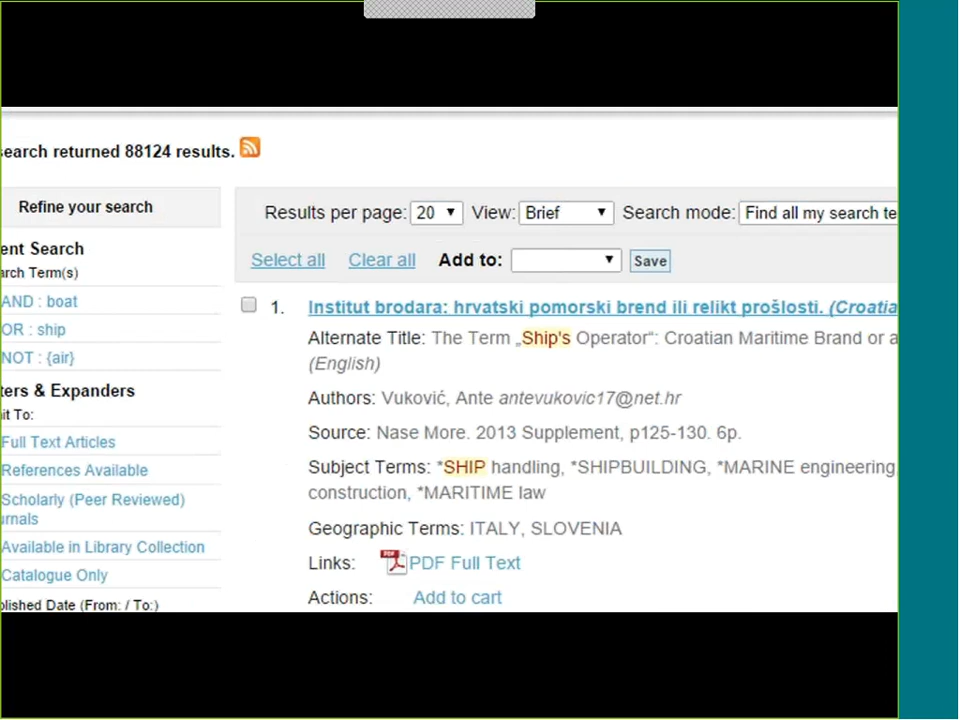 search returned 88124 results.
Refine your search
ent Search
arch Term(s)
AND : boat
OR : ship
NOT : {air}
ters & Expanders
it To:
Full Text Articles
References Available
Scholarly (Peer Reviewed)
urnals
Available in Library Collection
Catalogue Only
olished Date (From: / To:)
Results per page: 20 View: Brief Search mode: Find all my search te
Select all Clear all Add to: Save
1. Institut brodara: hrvatski pomorski brend ili relikt prošlosti. (Croatia
Alternate Title: The Term „Ship's Operator“: Croatian Maritime Brand or a
(English)
Authors: Vuković, Ante antevukovic17@net.hr
Source: Nase More. 2013 Supplement, p125-130. 6p.
Subject Terms: *SHIP handling, *SHIPBUILDING, *MARINE engineering,
construction, *MARITIME law
Geographic Terms: ITALY, SLOVENIA
Links: PDF Full Text
Actions: Add to cart